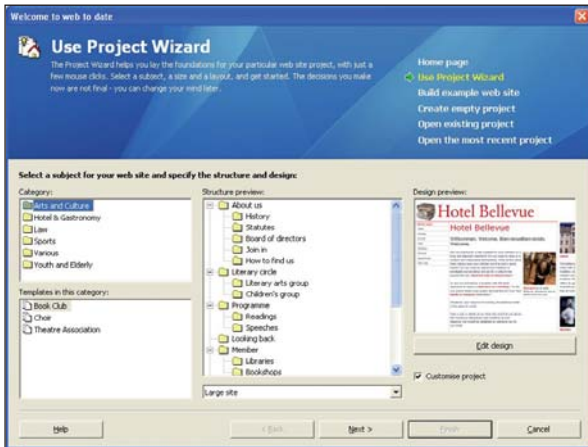 Welcome to web to date
Use Project Wizard
The Project Wizard helps you lay the foundations for your particular web site project, with just a
few mouse clicks. Select a subject, a size and a layout, and get started. The decisions you make
now are not final - you can change your mind later.
Home page
Use Project Wizard
Build example web site
Create empty project
Open existing project
Open the most recent project
Select a subject for your web site and specify the structure and design:
Category:
Arts and Culture
Hotel & Gastronomy
Law
Sports
Various
Youth and Elderly
Templates in this category:
Book Club
Choir
Theatre Association
Structure preview:
About us
History
Statutes
Board of directors
Join in
How to find us
Literary circle
Literary arts group
Children's group
Programme
Readings
Speeches
Looking back
Member
Libraries
Bookshops
Large site
Design preview:
Hotel Bellevue
Hotel Bellevue
Edit design
Customise project
Help
< Back
Next >
Finish
Cancel